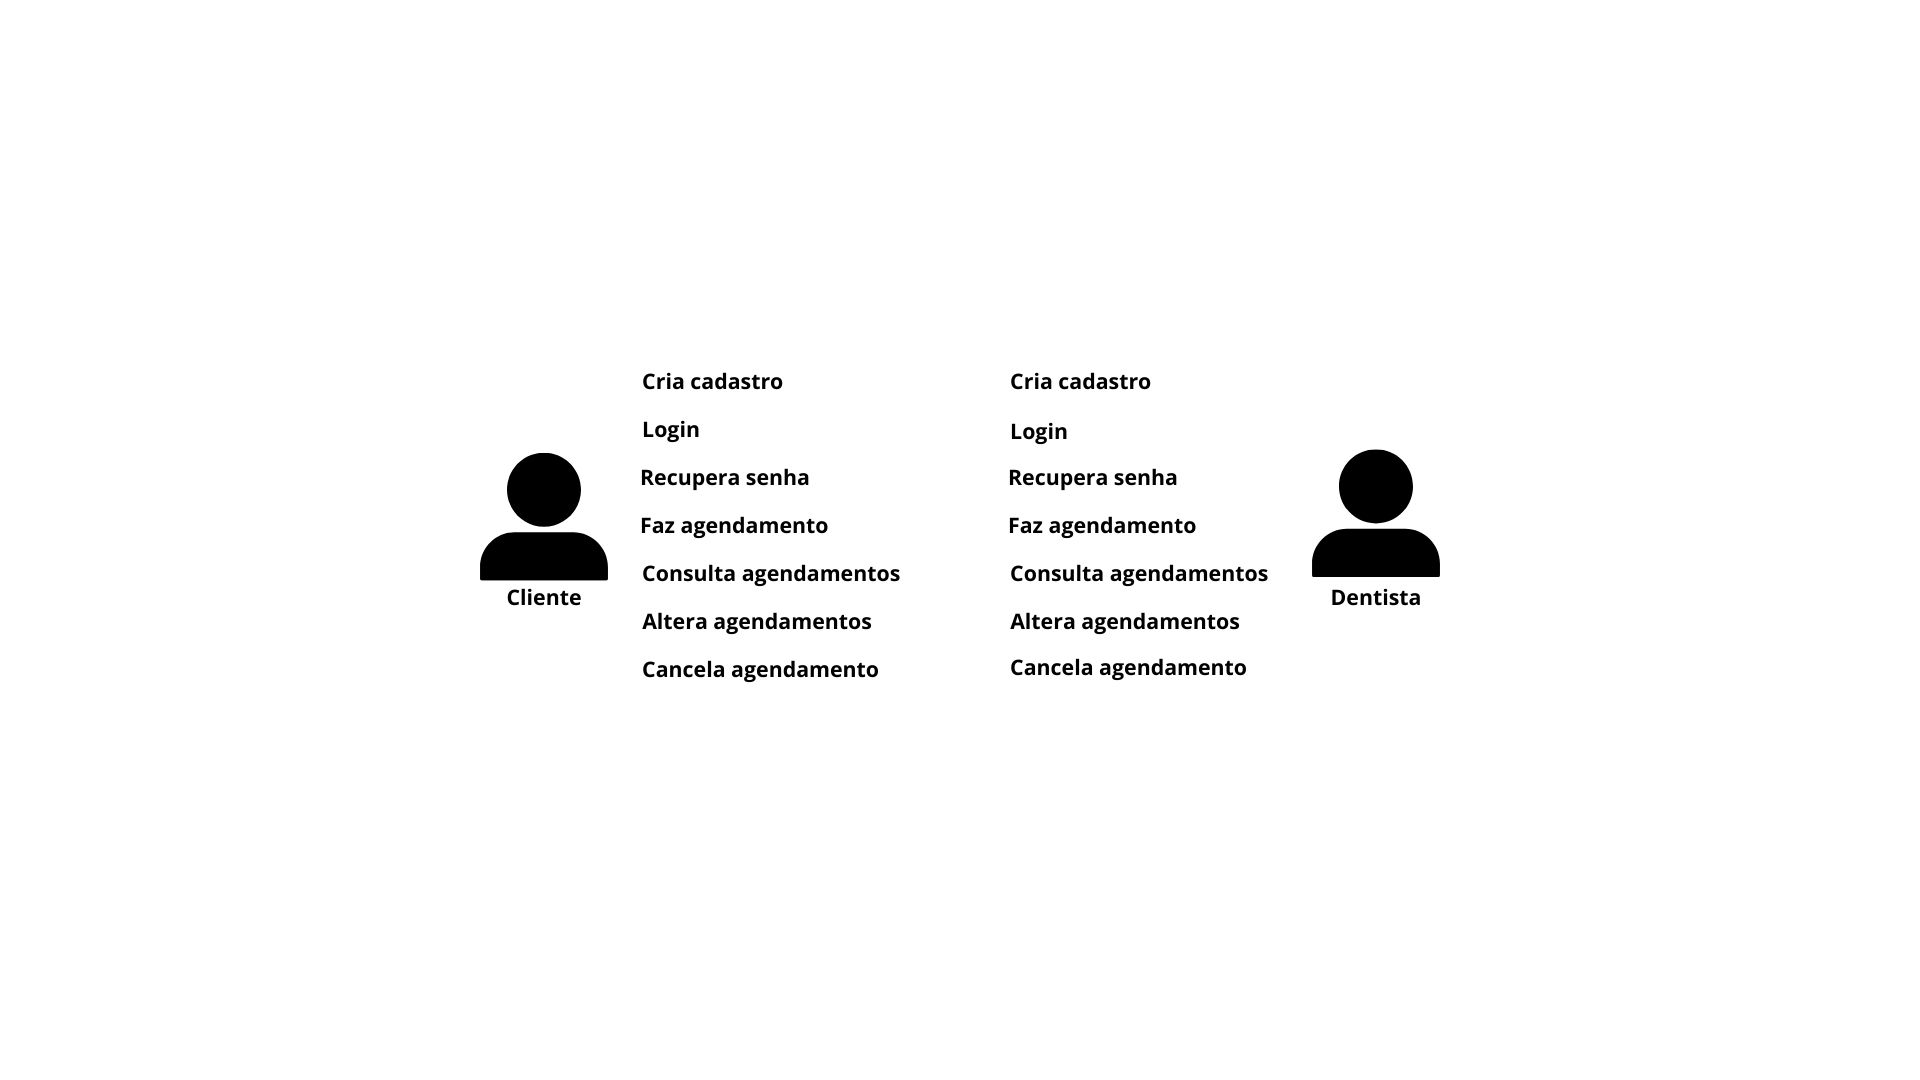 Cria cadastro
Login
Recupera senha
Faz agendamento
Consulta agendamentos
Altera agendamentos
Cancela agendamento
Cliente
Cria cadastro
Login
Recupera senha
Faz agendamento
Consulta agendamentos
Altera agendamentos
Cancela agendamento
Dentista